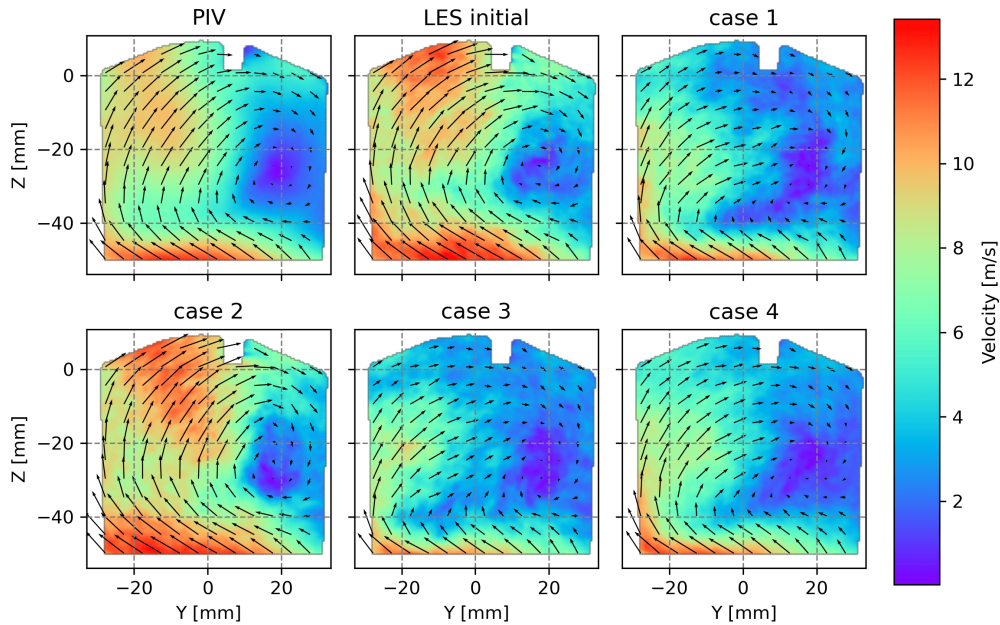 PIV
LES initial
case 1
0
−20
−40
Z [mm]
case 2
case 3
case 4
0
−20
−40
Z [mm]
−20 0 20
−20 0 20
−20 0 20
Y [mm]
Y [mm]
Y [mm]
12
10
8
6
4
2
Velocity [m/s]